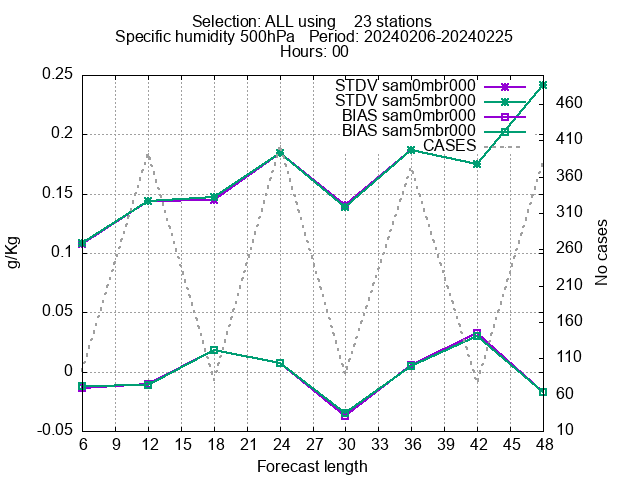 Selection: ALL using    23 stations
Specific humidity 500hPa   Period: 20240206-20240225
Hours: 00
STDV sam0mbr000
STDV sam5mbr000
BIAS sam0mbr000
BIAS sam5mbr000
CASES
0.25
0.2
0.15
0.1
0.05
0
-0.05
g/Kg
460
410
360
310
260
210
160
110
60
10
No cases
6 9 12 15 18 21 24 27 30 33 36 39 42 45 48
Forecast length